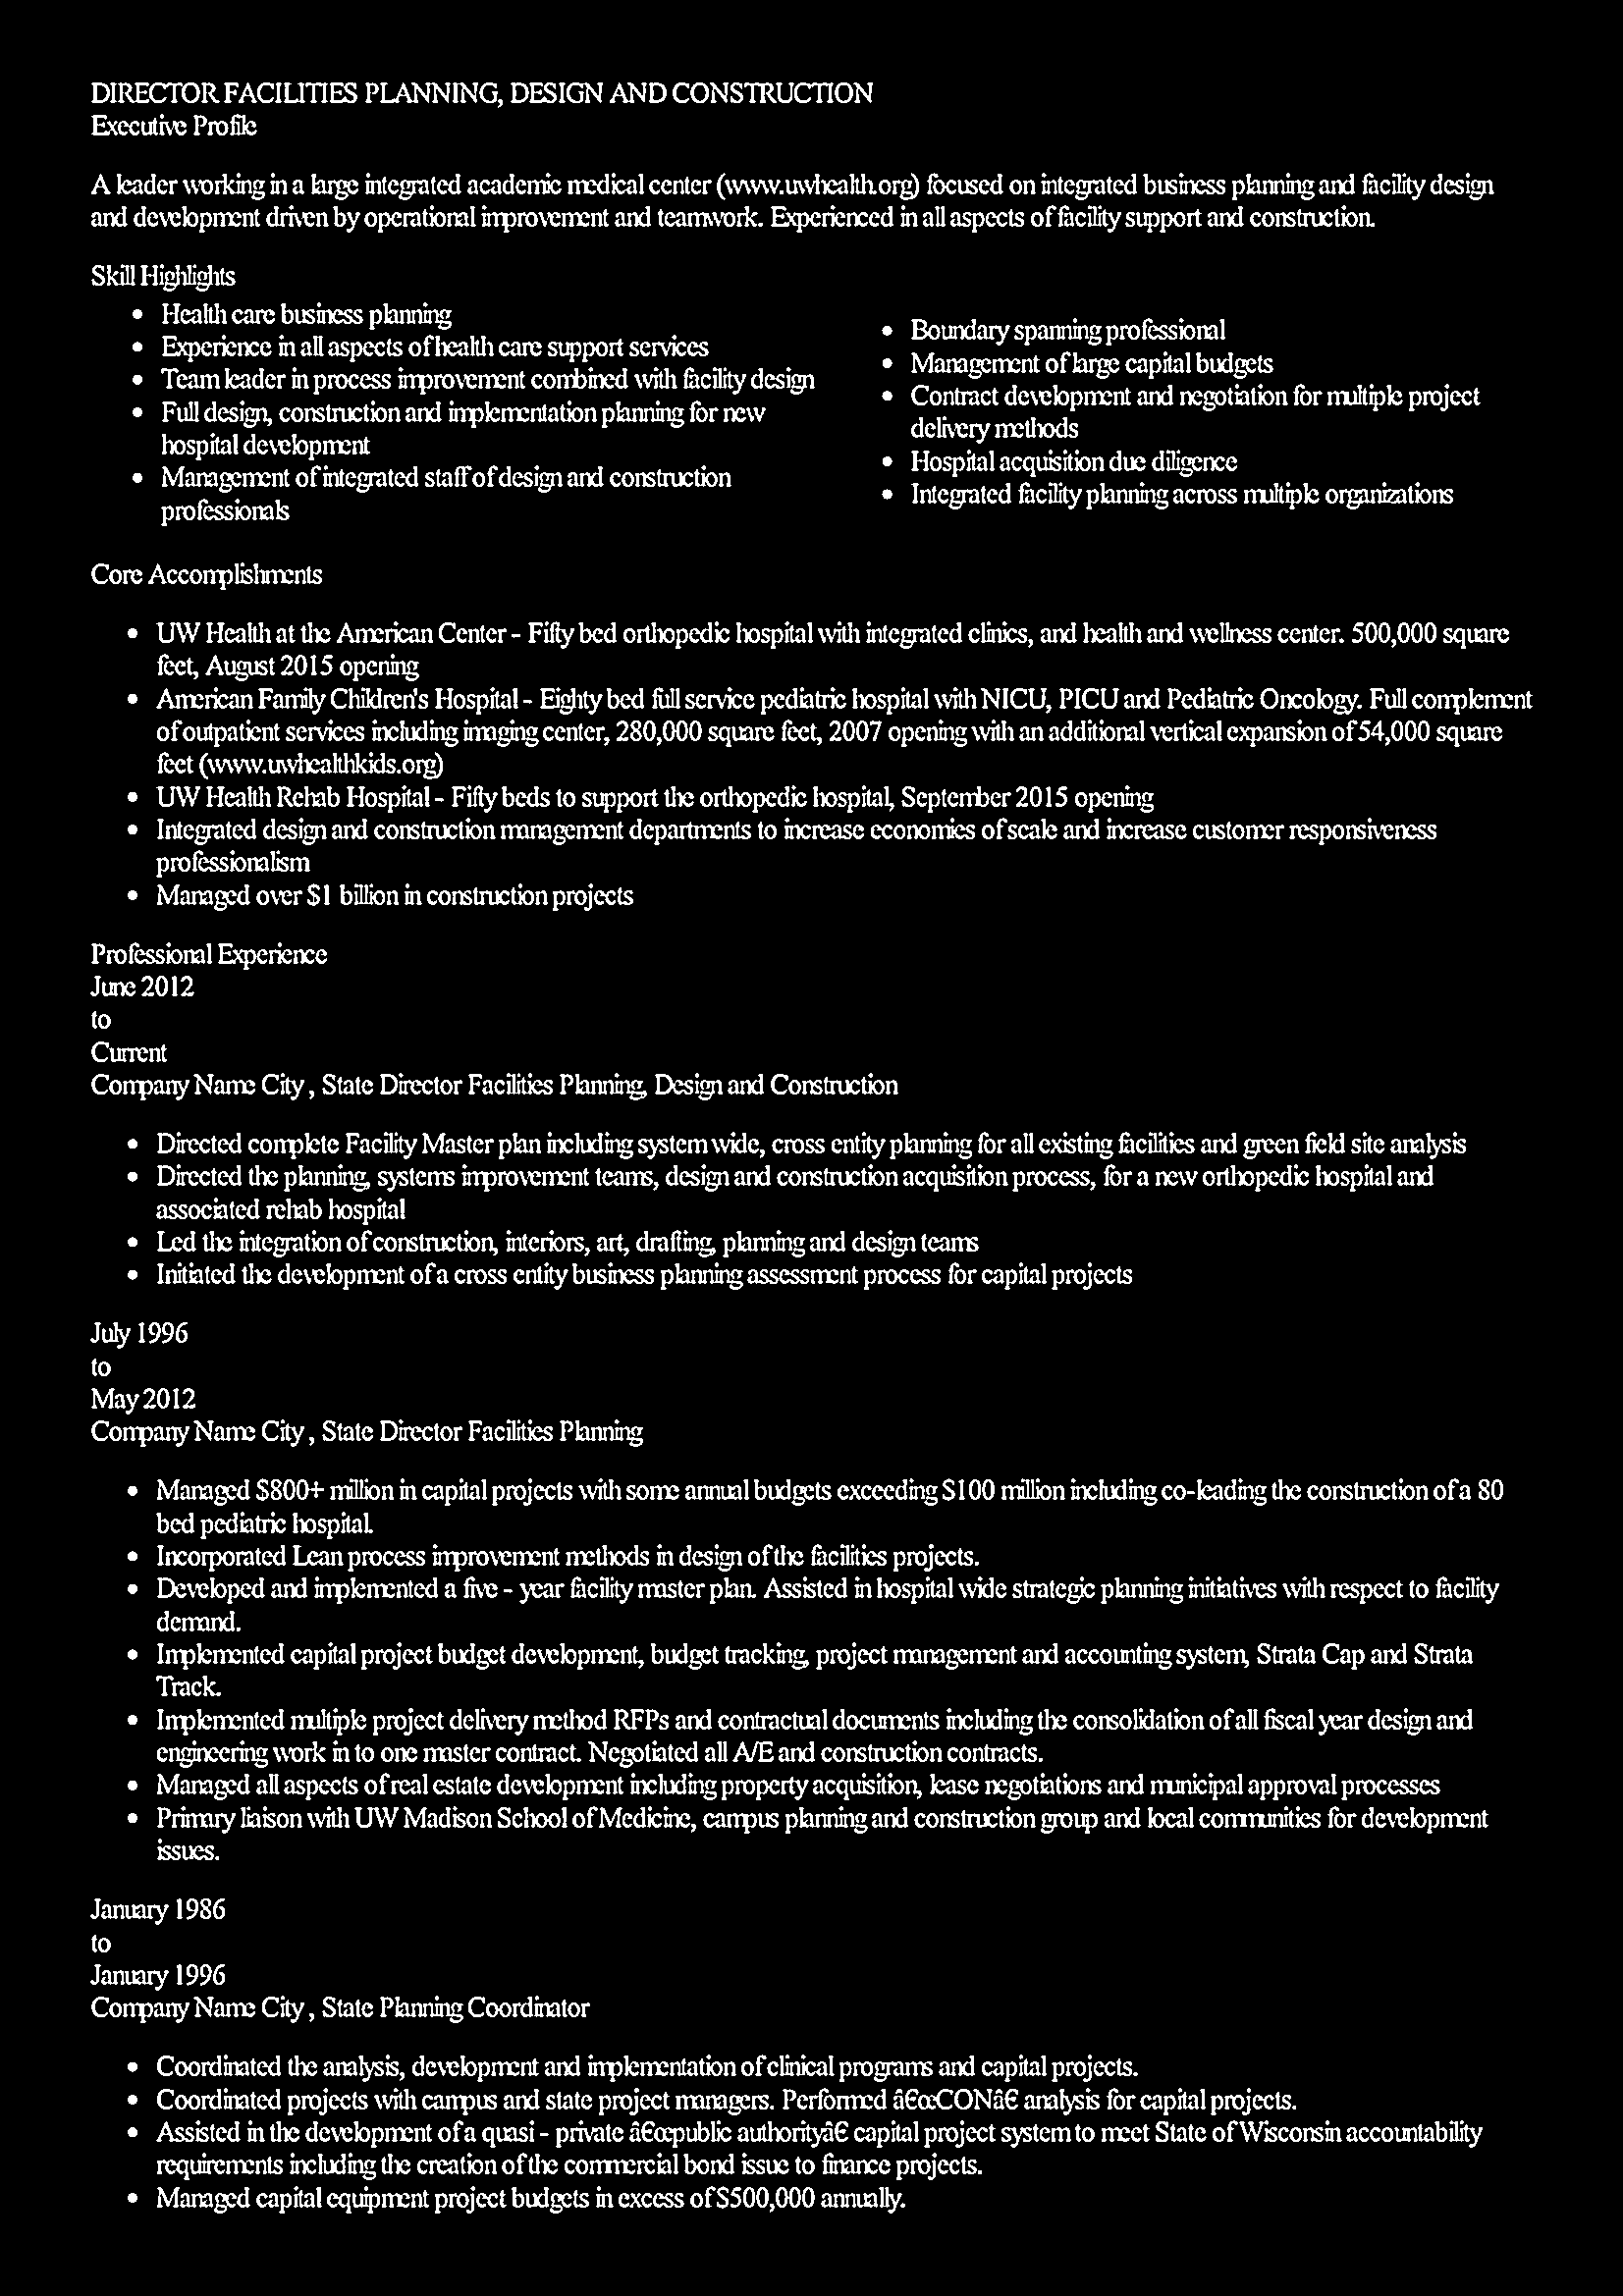 DIRECTOR FACILITIES PLANNING, DESIGN AND CONSTRUCTION
Executive Profile
A leader working in a large integrated academic medical center (www.uwhealth.org) focused on integrated business planning and facility design
and development driven by operational improvement and teamwork. Experienced in all aspects of facility support and construction.
Skill Highlights
• Health care business planning
• Experience in all aspects of health care support services
• Team leader in process improvement combined with facility design
• Full design, construction and implementation planning for new
hospital development
• Management of integrated staff of design and construction
professionals
• Boundary spanning professional
• Management of large capital budgets
• Contract development and negotiation for multiple project
delivery methods
• Hospital acquisition due diligence
• Integrated facility planning across multiple organizations
Core Accomplishments
• UW Health at the American Center - Fifty bed orthopedic hospital with integrated clinics, and health and wellness center. 500,000 square
feet, August 2015 opening
• American Family Children's Hospital - Eighty bed full service pediatric hospital with NICU, PICU and Pediatric Oncology. Full complement
of outpatient services including imaging center, 280,000 square feet, 2007 opening with an additional vertical expansion of 54,000 square
feet (www.uwhealthkids.org)
• UW Health Rehab Hospital - Fifty beds to support the orthopedic hospital, September 2015 opening
• Integrated design and construction management departments to increase economies of scale and increase customer responsiveness
professionalism
• Managed over $1 billion in construction projects
Professional Experience
June 2012
to
Current
Company Name City , State Director Facilities Planning, Design and Construction
• Directed complete Facility Master plan including system wide, cross entity planning for all existing facilities and green field site analysis
• Directed the planning, systems improvement teams, design and construction acquisition process, for a new orthopedic hospital and
associated rehab hospital
• Led the integration of construction, interiors, art, drafting, planning and design teams
• Initiated the development of a cross entity business planning assessment process for capital projects
July 1996
to
May 2012
Company Name City , State Director Facilities Planning
• Managed $800+ million in capital projects with some annual budgets exceeding $100 million including co-leading the construction of a 80
bed pediatric hospital.
• Incorporated Lean process improvement methods in design of the facilities projects.
• Developed and implemented a five - year facility master plan. Assisted in hospital wide strategic planning initiatives with respect to facility
demand.
• Implemented capital project budget development, budget tracking, project management and accounting system, Strata Cap and Strata
Track.
• Implemented multiple project delivery method RFPs and contractual documents including the consolidation of all fiscal year design and
engineering work in to one master contract. Negotiated all A/E and construction contracts.
• Managed all aspects of real estate development including property acquisition, lease negotiations and municipal approval processes
• Primary liaison with UW Madison School of Medicine, campus planning and construction group and local communities for development
issues.
January 1986
to
January 1996
Company Name City , State Planning Coordinator
• Coordinated the analysis, development and implementation of clinical programs and capital projects.
• Coordinated projects with campus and state project managers. Performed â€œCONâ€ analysis for capital projects.
• Assisted in the development of a quasi - private â€œpublic authorityâ€ capital project system to meet State of Wisconsin accountability
requirements including the creation of the commercial bond issue to finance projects.
• Managed capital equipment project budgets in excess of $500,000 annually.